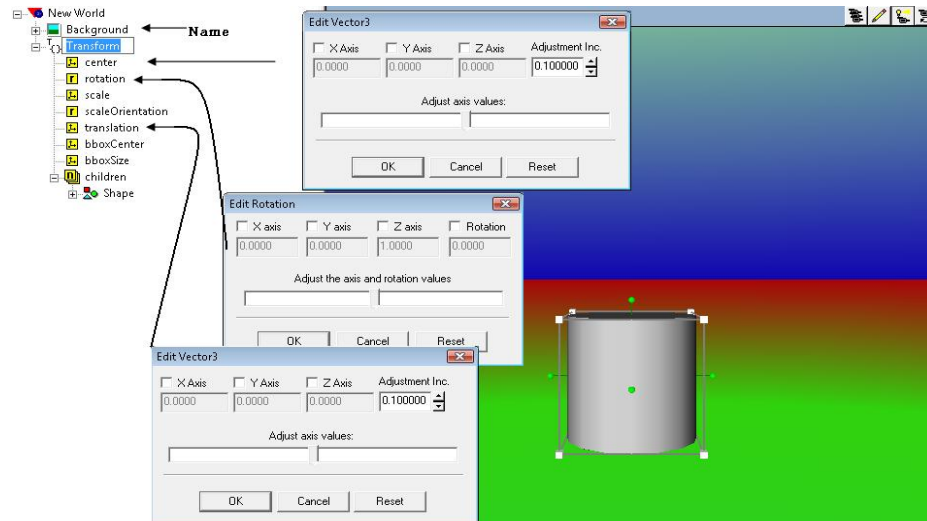 New World
Background
Name
Transform
center
rotation
scale
scaleOrientation
translation
bboxCenter
bboxSize
children
Shape
Edit Vector3
X Axis Y Axis Z Axis Adjustment Inc.
0.0000 0.0000 0.0000 0.100000
Adjust axis values:
OK Cancel Reset
Edit Rotation
X axis Y axis Z axis Rotation
0.0000 0.0000 1.0000 0.0000
Adjust the axis and rotation values
OK Cancel Reset
Edit Vector3
X Axis Y Axis Z Axis Adjustment Inc.
0.0000 0.0000 0.0000 0.100000
Adjust axis values:
OK Cancel Reset